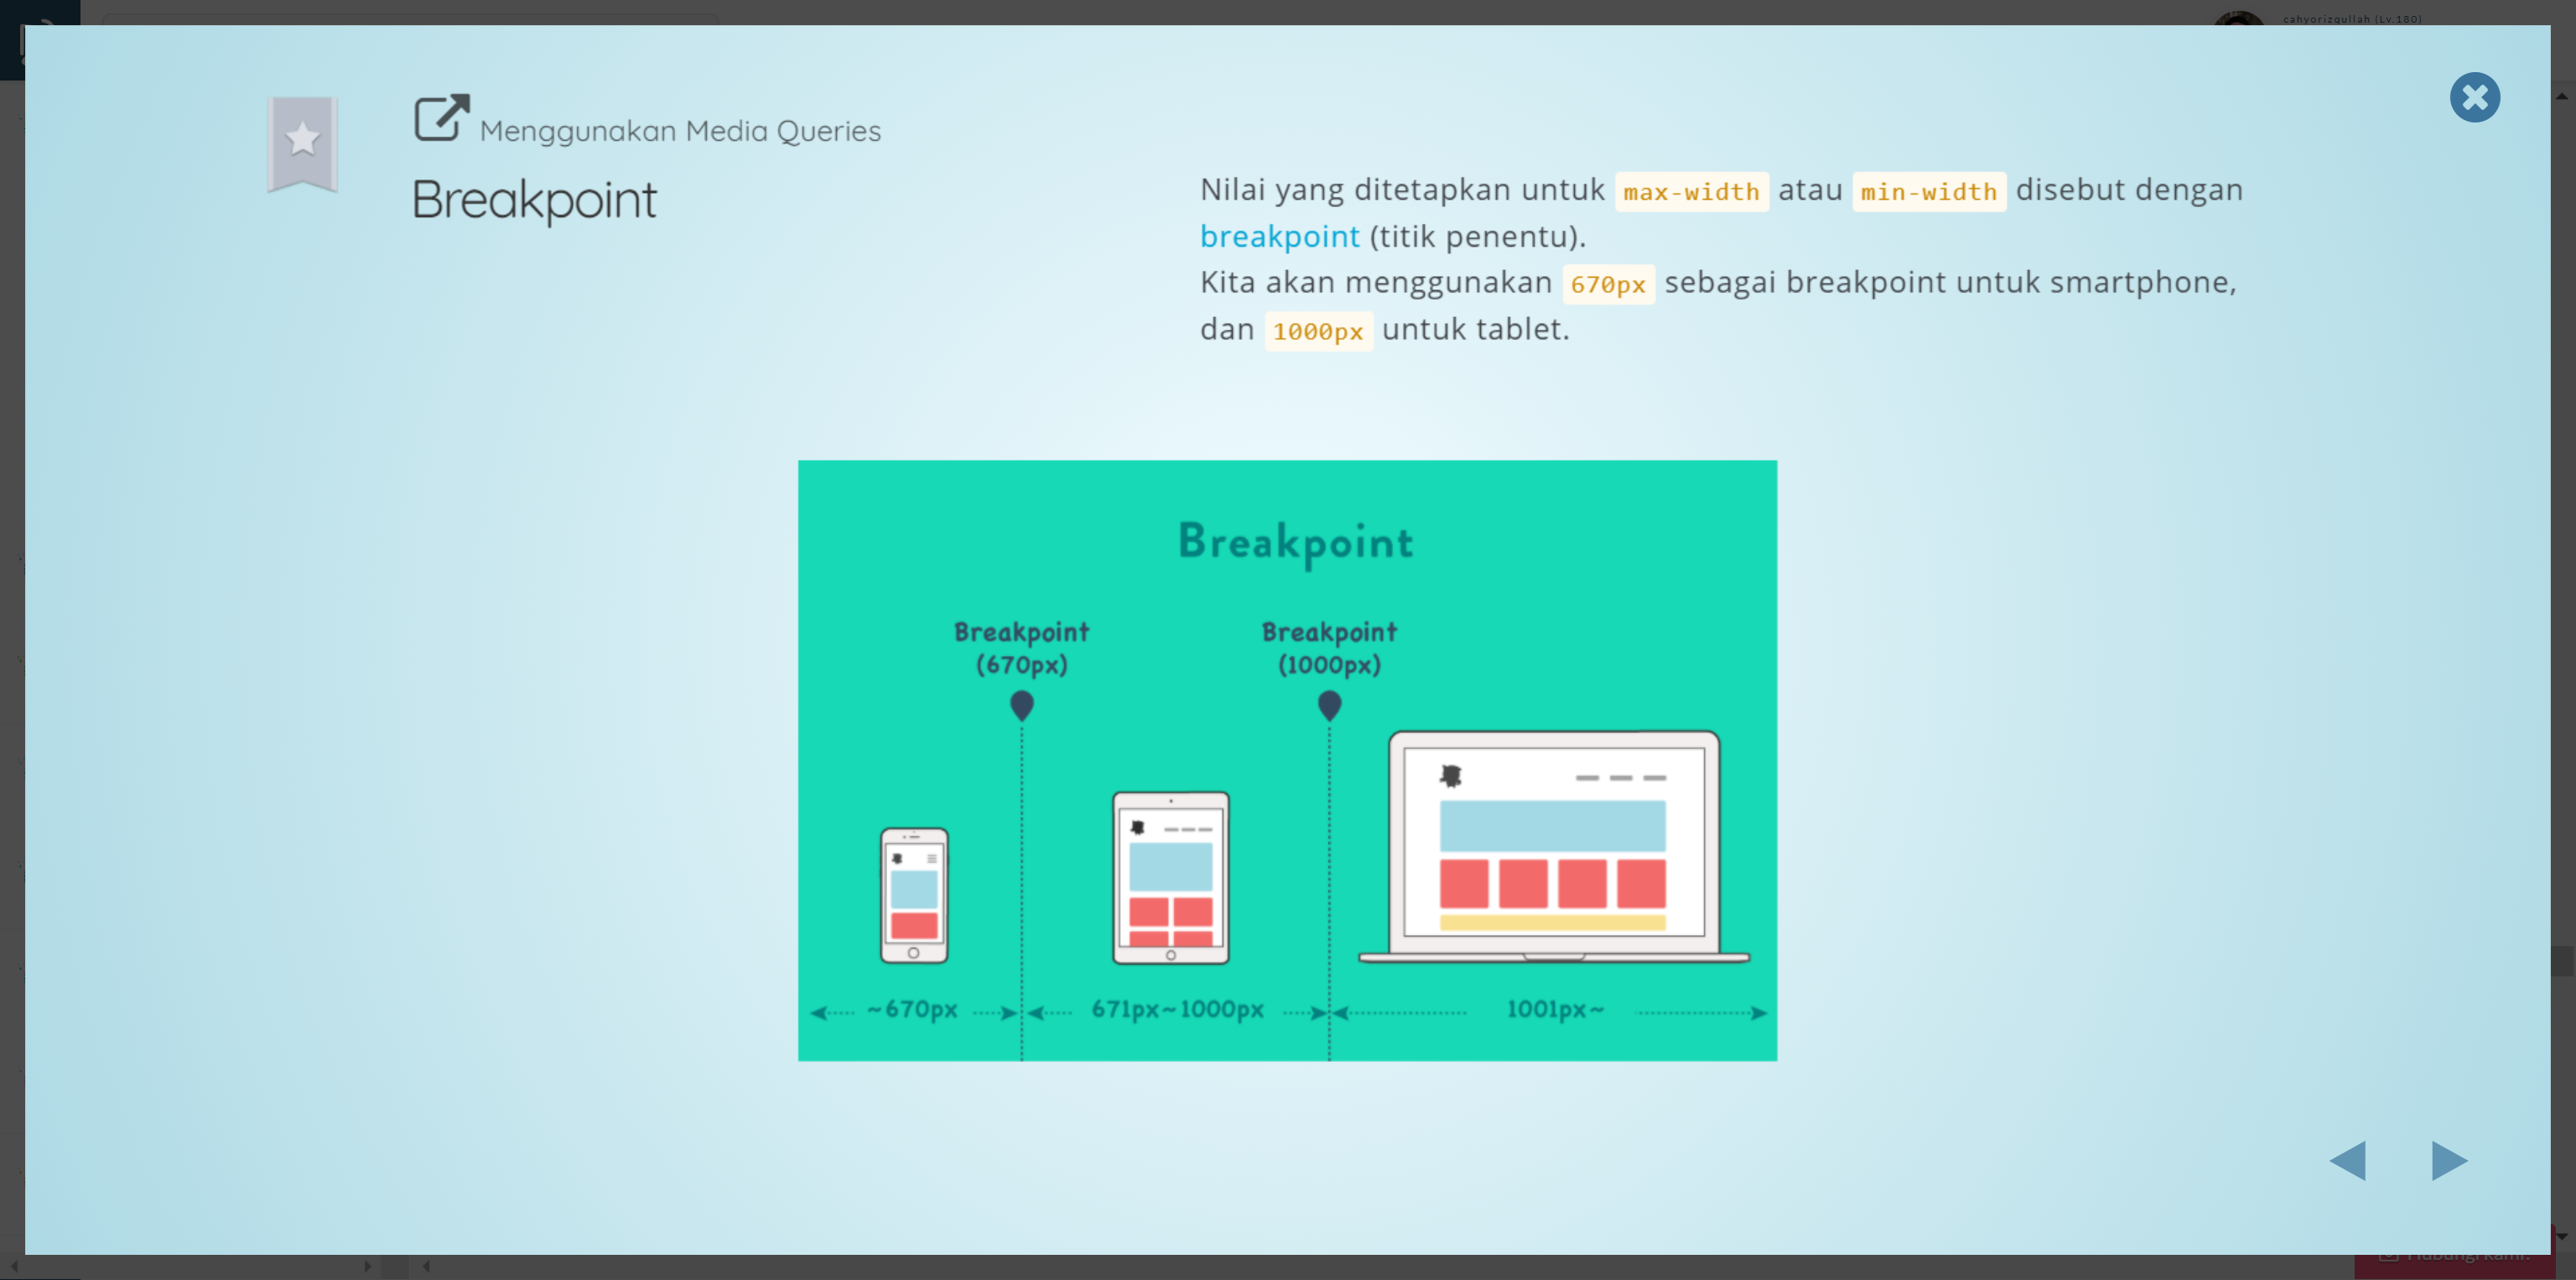 cahyorizqullah (Lv.180)
Menggunakan Media Queries
Breakpoint
Nilai yang ditetapkan untuk max-width atau min-width disebut dengan
breakpoint (titik penentu).
Kita akan menggunakan 670px sebagai breakpoint untuk smartphone,
dan 1000px untuk tablet.
Breakpoint
Breakpoint
(670px)
Breakpoint
(1000px)
~670px
671px~1000px
1001px~